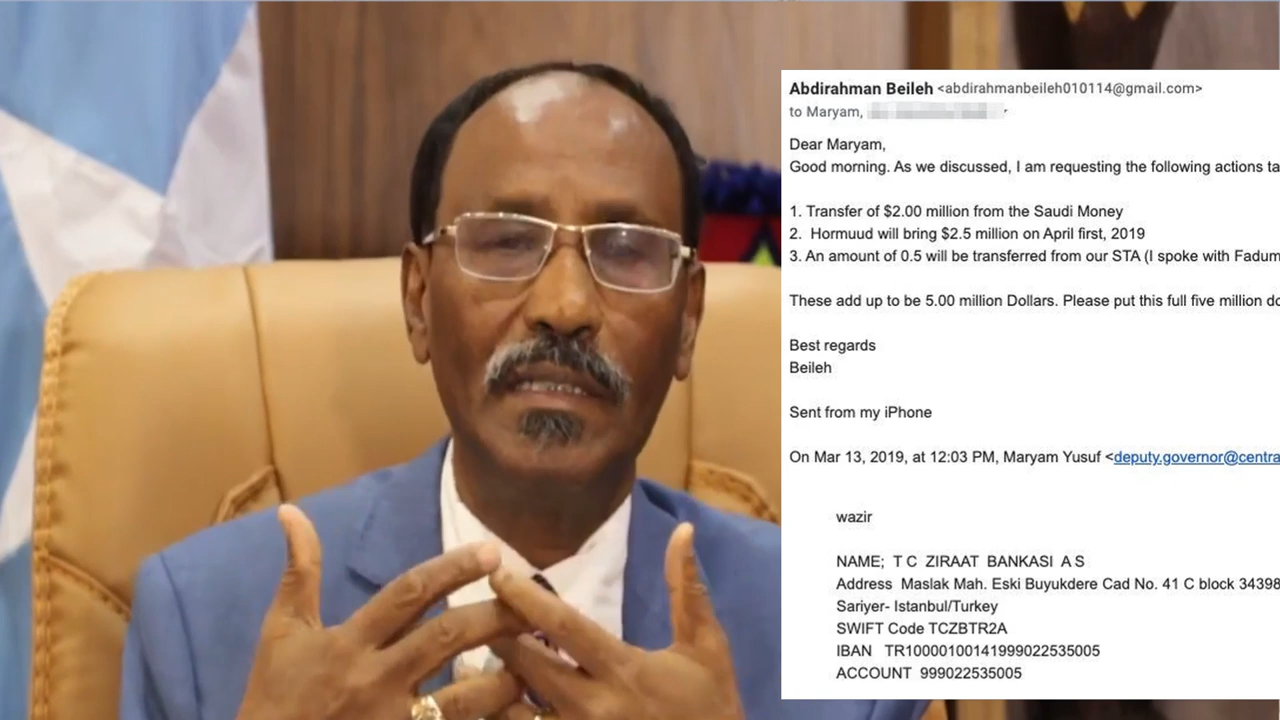 Abdirahman Beileh <abdirahmanbeileh010114@gmail.com>
to Maryam,
Dear Maryam,
Good morning. As we discussed, I am requesting the following actions ta
1. Transfer of $2.00 million from the Saudi Money
2. Hormuud will bring $2.5 million on April first, 2019
3. An amount of 0.5 will be transferred from our STA (I spoke with Fadum
These add up to be 5.00 million Dollars. Please put this full five million do
Best regards
Beileh
Sent from my iPhone
On Mar 13, 2019, at 12:03 PM, Maryam Yusuf <deputy.governor@centra
wazir
NAME; T C ZIRAAT BANKASI A S
Address Maslak Mah. Eski Buyukdere Cad No. 41 C block 34398
Sariyer- Istanbul/Turkey
SWIFT Code TCZBTR2A
IBAN TR10000100141999022535005
ACCOUNT 999022535005